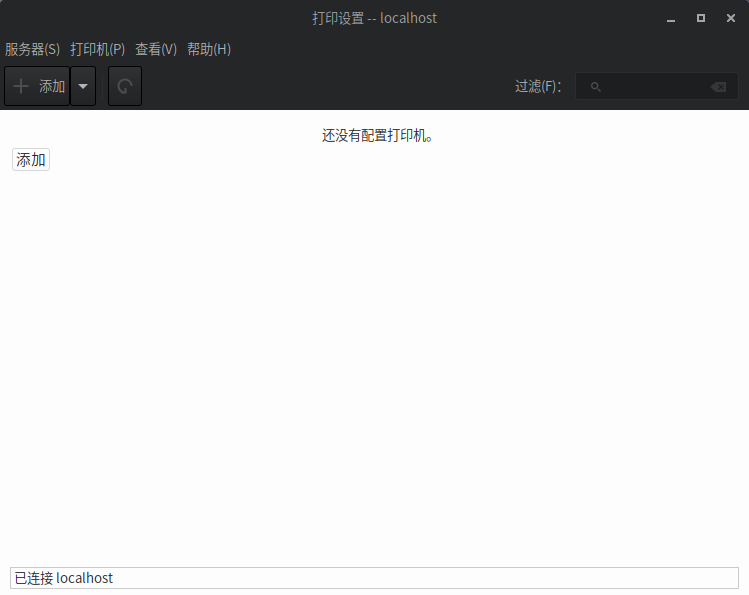 打印设置 -- localhost
服务器(S) 打印机(P) 查看(V) 帮助(H)
添加 过滤(F):
还没有配置打印机。
添加
已连接 localhost